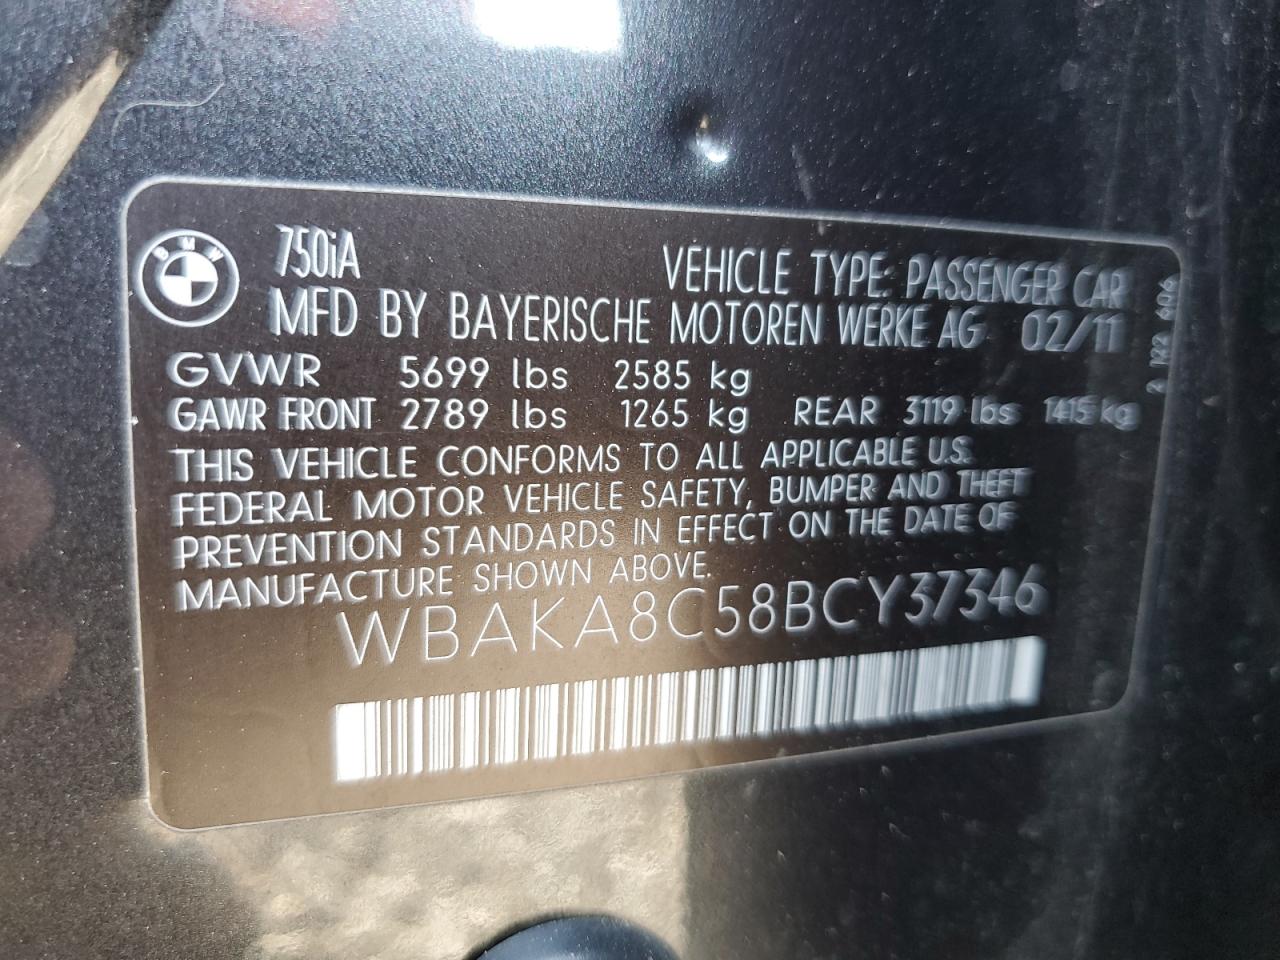 BMW
750iA
VEHICLE TYPE: PASSENGER CAR
MFD BY BAYERISCHE MOTOREN WERKE AG 02/11
GVWR 5699 lbs 2585 kg
GAWR FRONT 2789 lbs 1265 kg REAR 3119 lbs 1415 kg
THIS VEHICLE CONFORMS TO ALL APPLICABLE U.S.
FEDERAL MOTOR VEHICLE SAFETY, BUMPER AND THEFT
PREVENTION STANDARDS IN EFFECT ON THE DATE OF
MANUFACTURE SHOWN ABOVE.
WBAKA8C58BCY37346